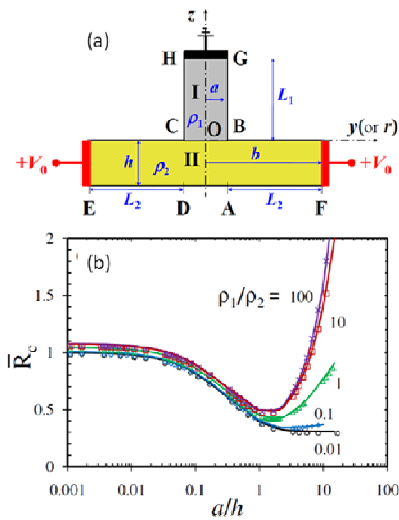 (a)
z
H G
I a
L₁
ρ₁
C O B y(or r)
+V₀ h ρ₂ II b +V₀
E L₂ D A L₂ F
(b)
2
1.5
1
0.5
0
R̄c
ρ₁/ρ₂ = 100
10
1
0.1
0.01
0.001 0.01 0.1 1 10 100
a/h